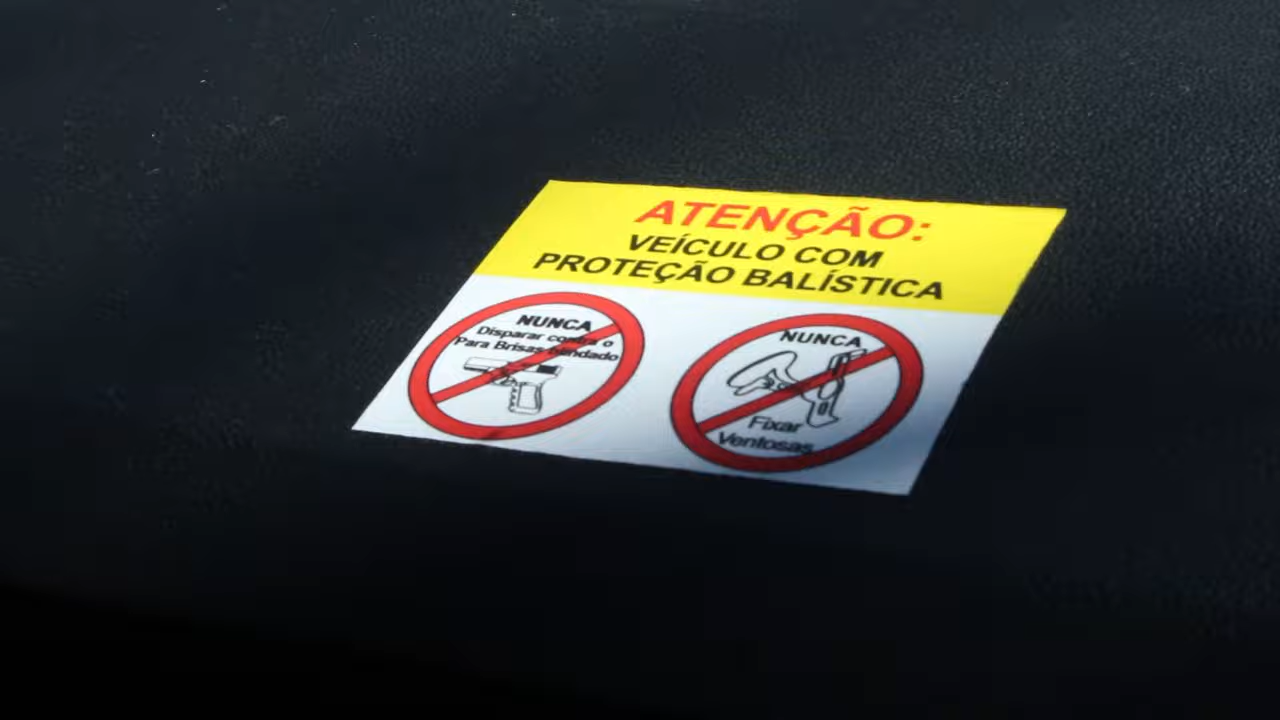 ATENÇÃO:
VEÍCULO COM
PROTEÇÃO BALÍSTICA
NUNCA
Disparar contra o
Para Brisas blindado
NUNCA
Fixar
Ventosas